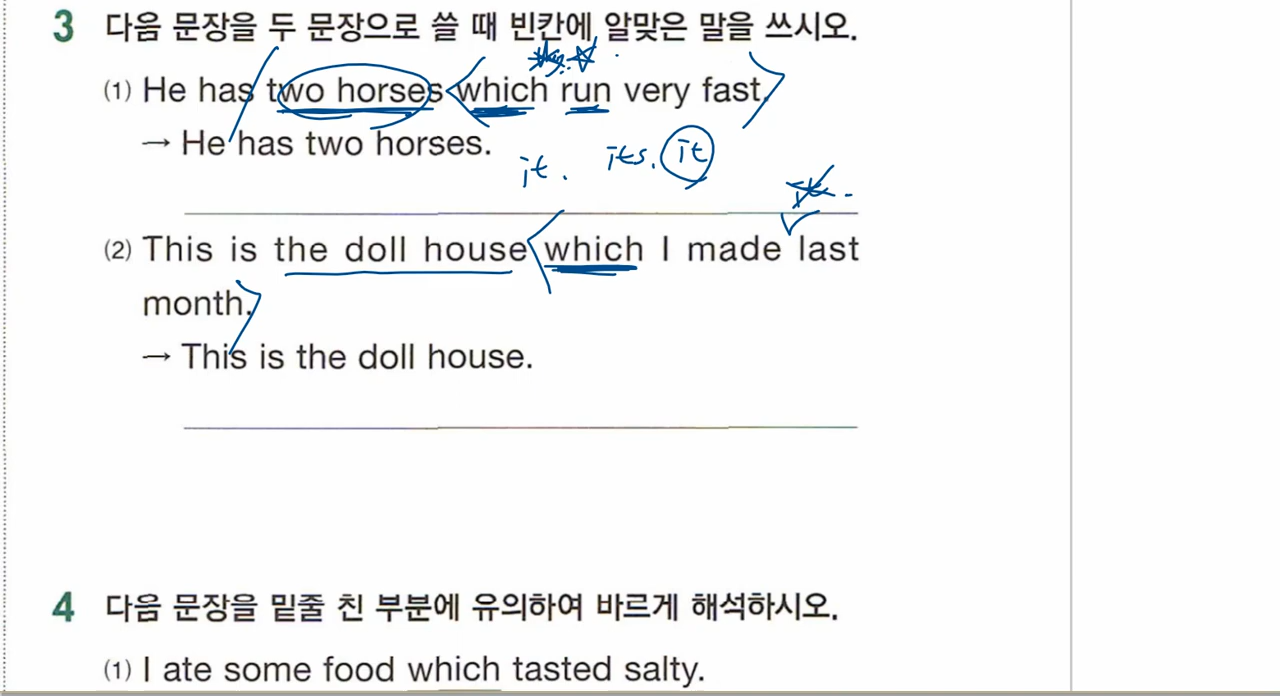 3 다음 문장을 두 문장으로 쓸 때 빈칸에 알맞은 말을 쓰시오.
(1) He has two horses which run very fast.
→ He has two horses.
it. its. it
(2) This is the doll house which I made last
month.
→ This is the doll house.
4 다음 문장을 밑줄 친 부분에 유의하여 바르게 해석하시오.
(1) I ate some food which tasted salty.